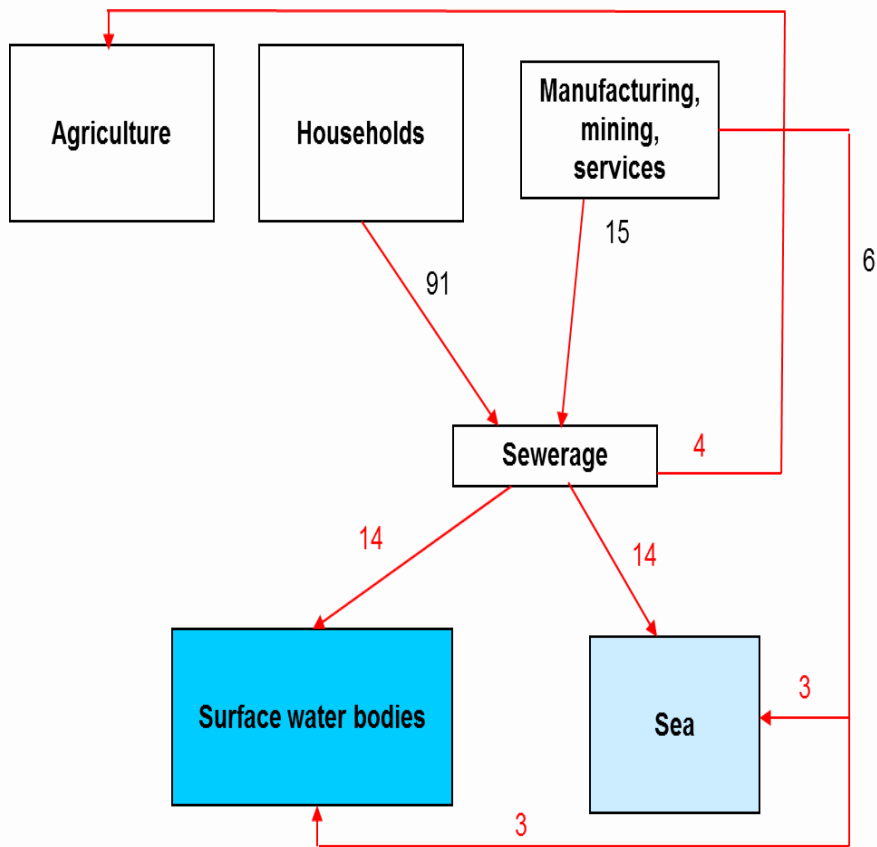 Agriculture
Households
Manufacturing,
mining,
services
15
6
91
Sewerage
4
14
14
Surface water bodies
Sea
3
3